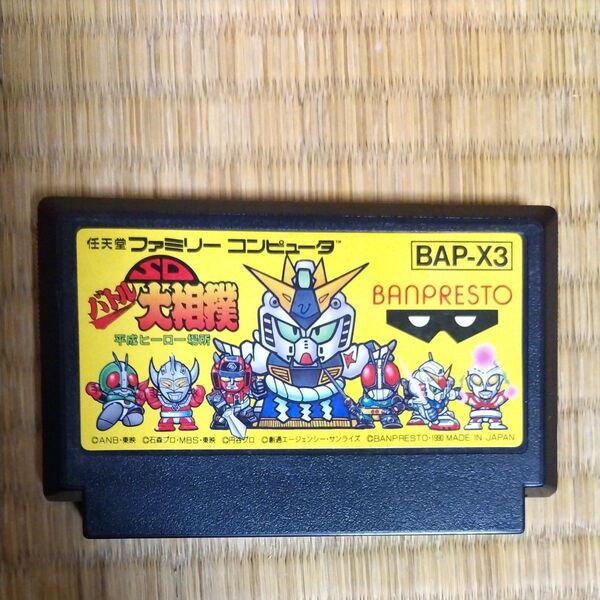 任天堂 ファミリー コンピュータ™
BAP-X3
SD
バトル
大相撲
平成ヒーロー場所
BANPRESTO
©ANB・東映 ©石森プロ・MBS・東映 ©円谷プロ ©創通エージェンシー・サンライズ ©BANPRESTO・1990 MADE IN JAPAN